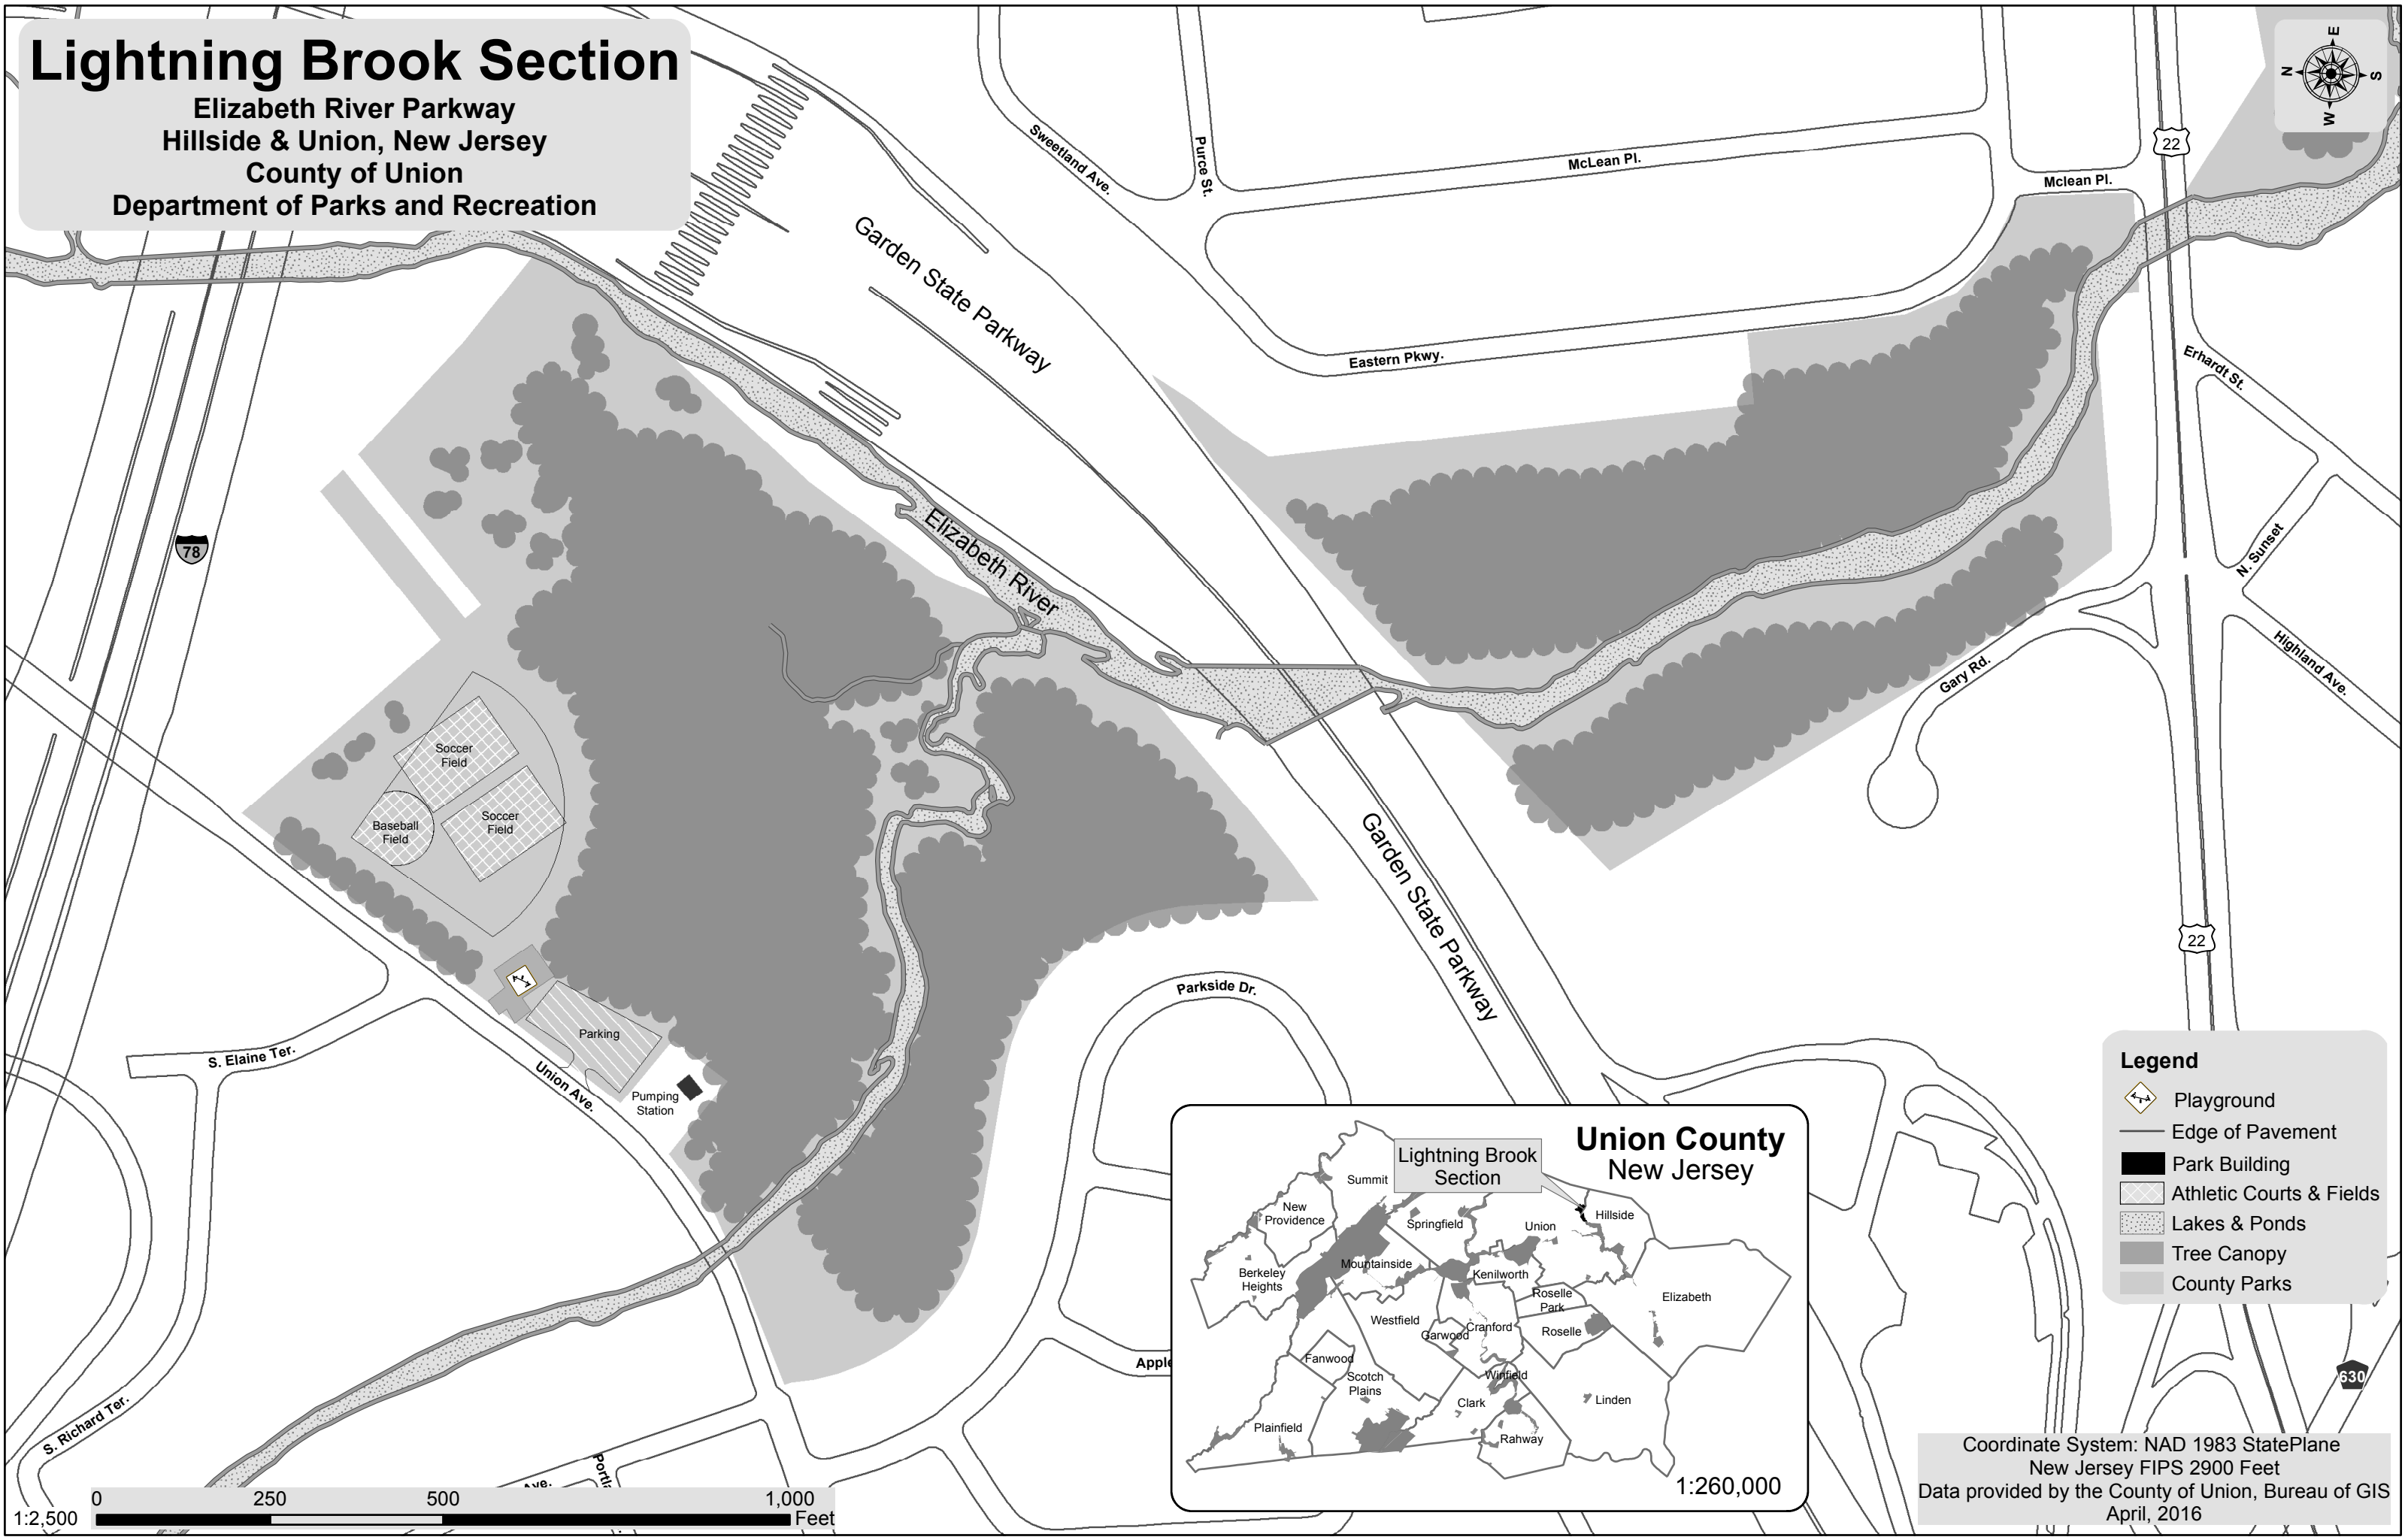 Lightning Brook Section
Elizabeth River Parkway
Hillside & Union, New Jersey
County of Union
Department of Parks and Recreation
E
N
S
W
22
Sweetland Ave.
Purce St.
McLean Pl.
Mclean Pl.
Garden State Parkway
Eastern Pkwy.
Erhardt St.
78
Elizabeth River
N. Sunset
Highland Ave.
Gary Rd.
Soccer
Field
Soccer
Field
Baseball
Field
Garden State Parkway
22
Parkside Dr.
Parking
S. Elaine Ter.
Union Ave.
Pumping
Station
Apple
S. Richard Ter.
Ave.
Portl
Legend
Playground
Edge of Pavement
Park Building
Athletic Courts & Fields
Lakes & Ponds
Tree Canopy
County Parks
630
Union County
New Jersey
Lightning Brook
Section
Summit
New
Providence
Springfield
Union
Hillside
Berkeley
Heights
Mountainside
Kenilworth
Roselle
Park
Elizabeth
Westfield
Garwood
Cranford
Roselle
Fanwood
Scotch
Plains
Winfield
Clark
Linden
Plainfield
Rahway
1:260,000
0 250 500 1,000
1:2,500 Feet
Coordinate System: NAD 1983 StatePlane
New Jersey FIPS 2900 Feet
Data provided by the County of Union, Bureau of GIS
April, 2016